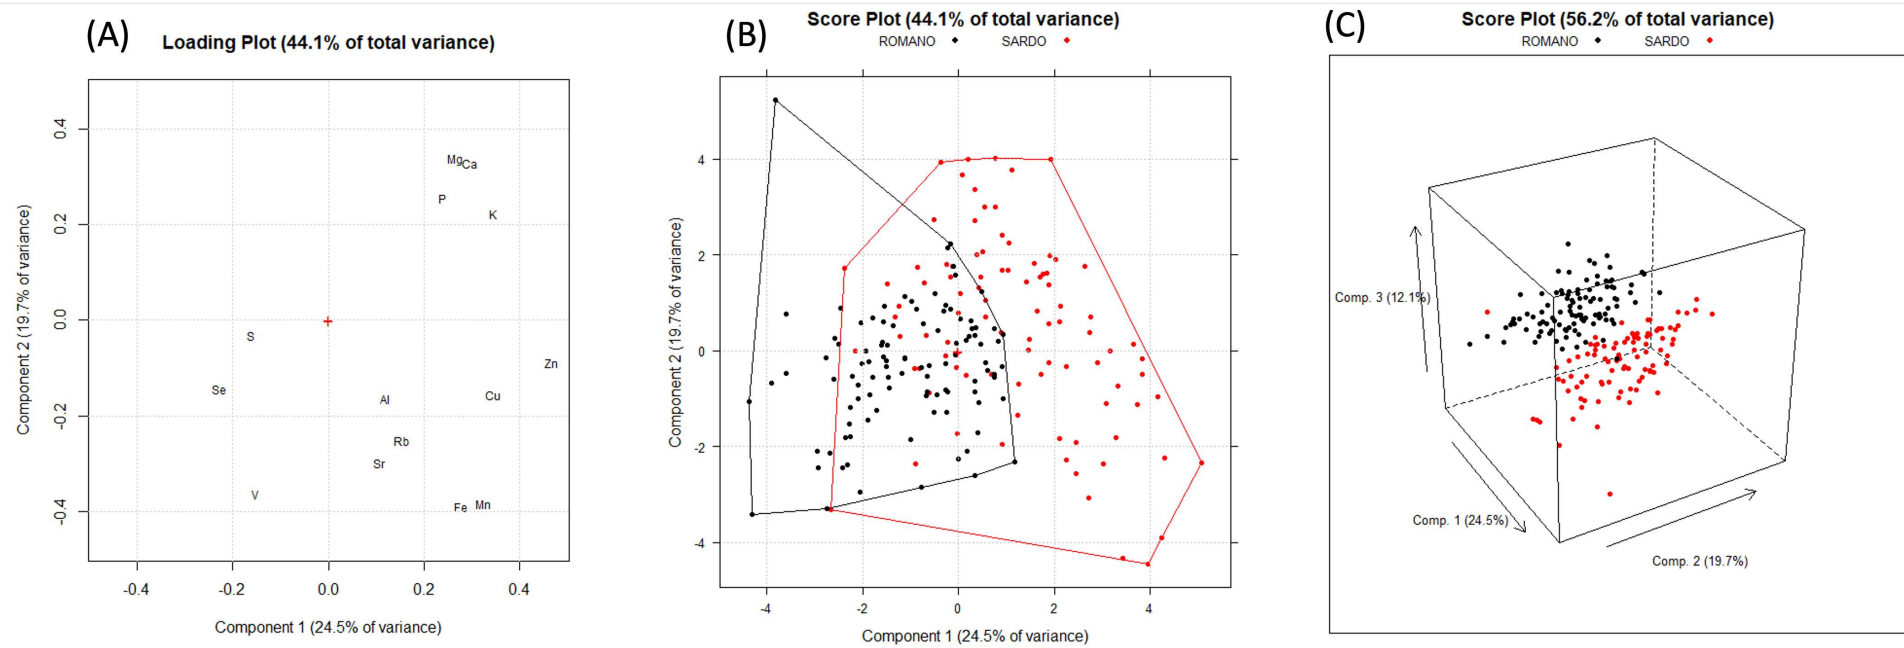 (A)
Loading Plot (44.1% of total variance)
Component 2 (19.7% of variance)
0.4
0.2
0.0
-0.2
-0.4
Mg
Ca
P
K
S
Zn
Se
Al
Cu
Rb
Sr
V
Fe
Mn
-0.4
-0.2
0.0
0.2
0.4
Component 1 (24.5% of variance)
(B)
Score Plot (44.1% of total variance)
ROMANO
SARDO
Component 2 (19.7% of variance)
4
2
0
-2
-4
-4
-2
0
2
4
Component 1 (24.5% of variance)
(C)
Score Plot (56.2% of total variance)
ROMANO
SARDO
Comp. 3 (12.1%)
Comp. 1 (24.5%)
Comp. 2 (19.7%)